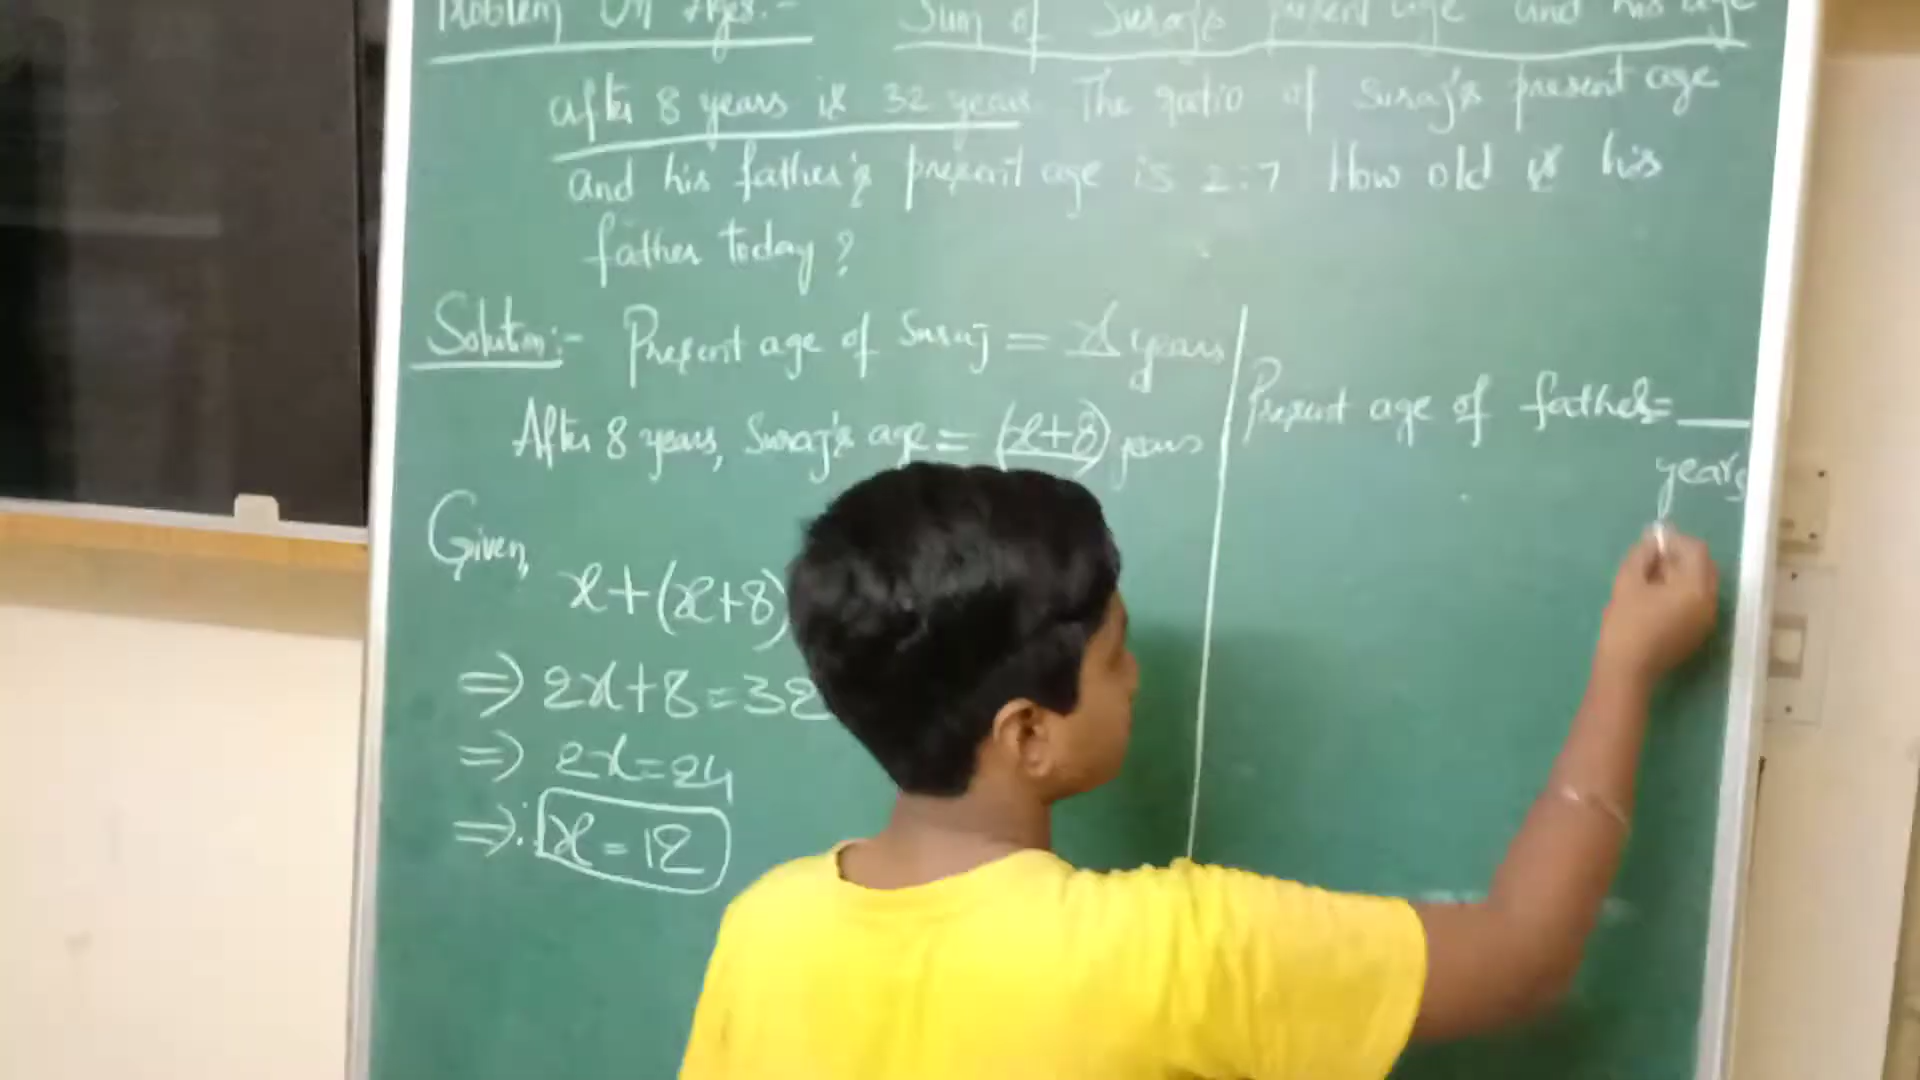 Problem On Ages:- Sum of Suraj's present age and his age
after 8 years is 32 years The ratio of Suraj's present age
and his father's present age is 2:7 How old is his
father today?
Solution:- Present age of Suraj = x years
After 8 years, Suraj's age = (x+8) years
Given,
x+(x+8)
⇒ 2x+8=32
⇒ 2x=24
⇒∴ x=12
Present age of father=____
years